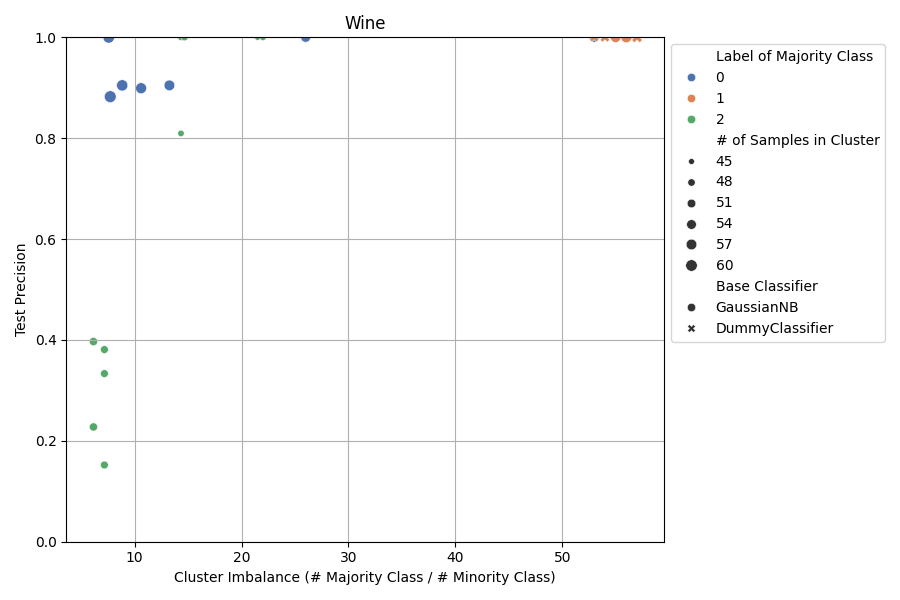 Wine
1.0
0.8
0.6
0.4
0.2
0.0
Test Precision
10
20
30
40
50
Cluster Imbalance (# Majority Class / # Minority Class)
Label of Majority Class
0
1
2
# of Samples in Cluster
45
48
51
54
57
60
Base Classifier
GaussianNB
DummyClassifier